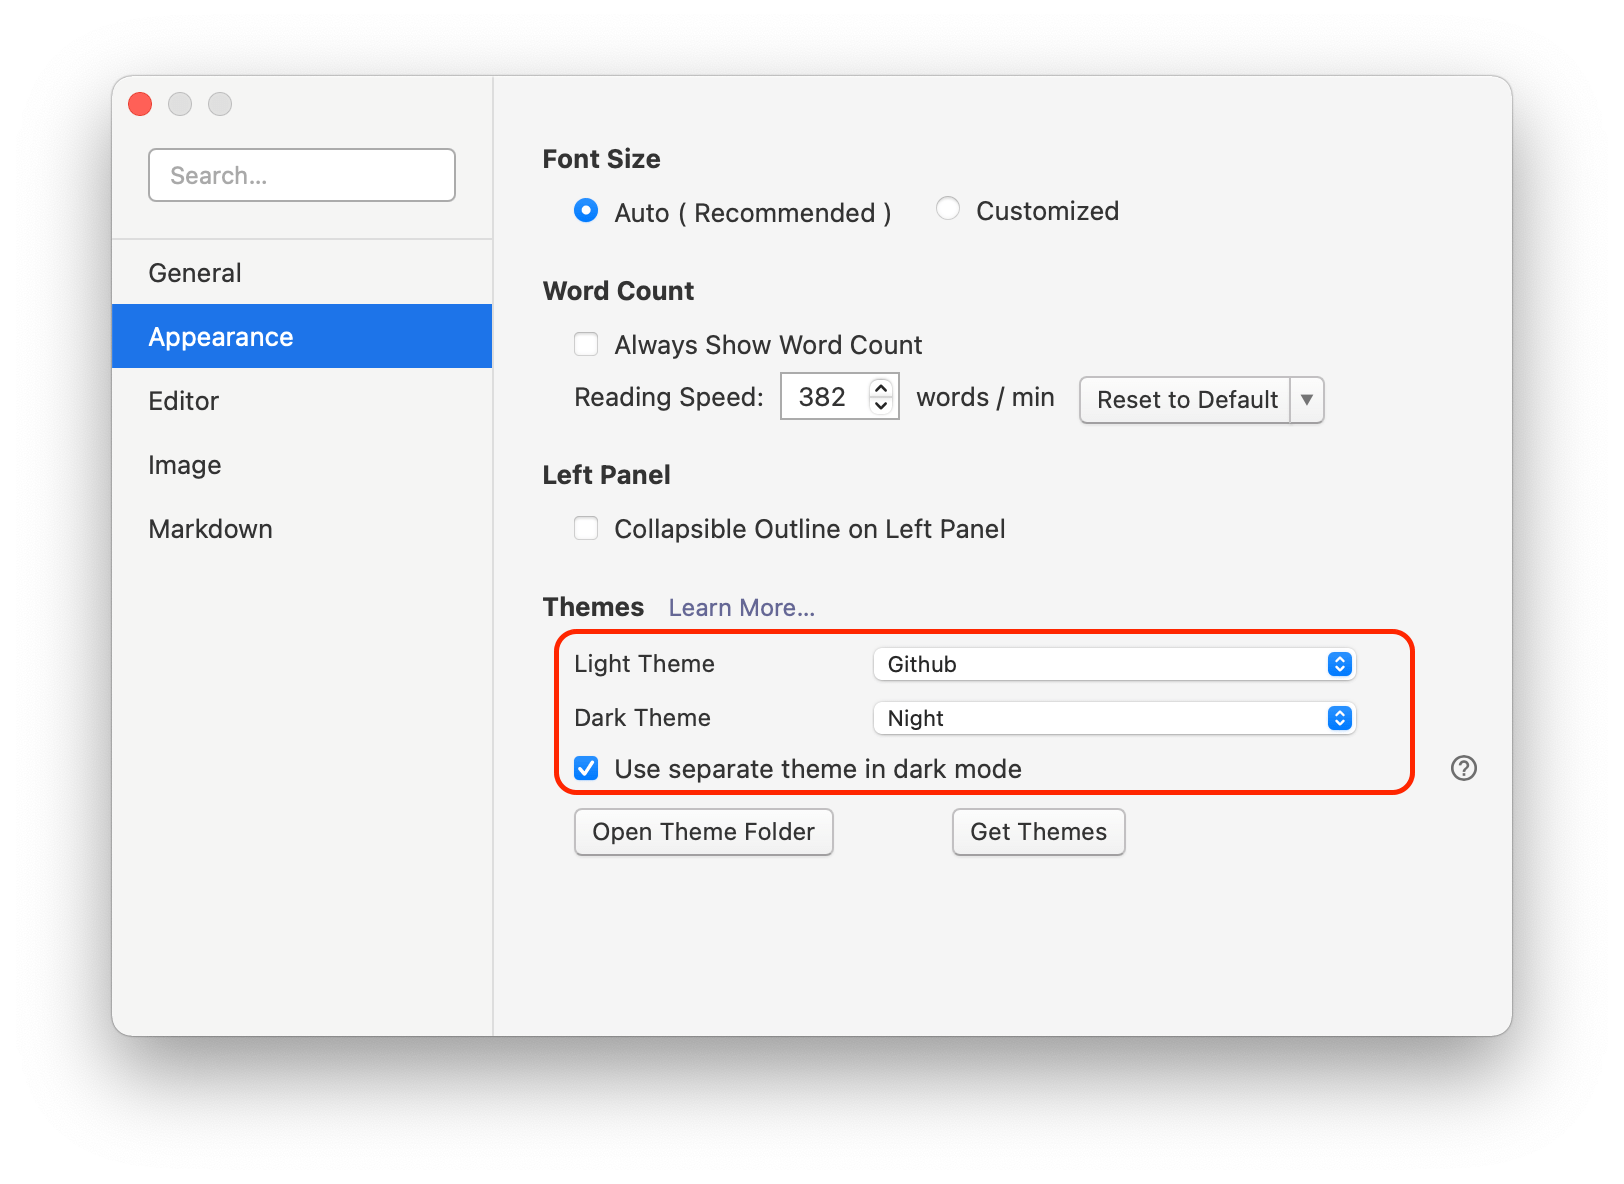 Search...
General
Appearance
Editor
Image
Markdown
Font Size
Auto ( Recommended ) Customized
Word Count
Always Show Word Count
Reading Speed: 382 words / min Reset to Default
Left Panel
Collapsible Outline on Left Panel
Themes Learn More...
Light Theme Github
Dark Theme Night
Use separate theme in dark mode
Open Theme Folder Get Themes